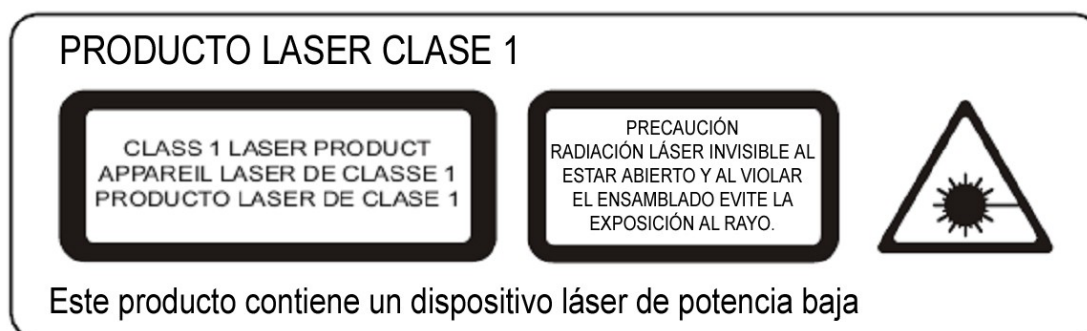 PRODUCTO LASER CLASE 1
CLASS 1 LASER PRODUCT
APPAREIL LASER DE CLASSE 1
PRODUCTO LASER DE CLASE 1
PRECAUCIÓN
RADIACIÓN LÁSER INVISIBLE AL
ESTAR ABIERTO Y AL VIOLAR
EL ENSAMBLADO EVITE LA
EXPOSICIÓN AL RAYO.
Este producto contiene un dispositivo láser de potencia baja